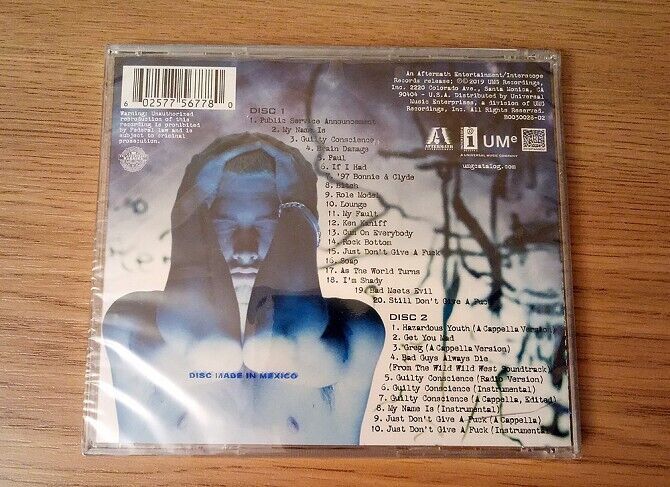 6 02577 56778 0
Warning: Unauthorized
reproduction of this
recording is prohibited
by Federal law and is
subject to criminal
prosecution.
DISC 1
1. Public Service Announcement
2. My Name Is
3. Guilty Conscience
4. Brain Damage
5. Paul
6. If I Had
7. '97 Bonnie & Clyde
8. Bitch
9. Role Model
10. Lounge
11. My Fault
12. Ken Kaniff
13. Cum On Everybody
14. Rock Bottom
15. Just Don't Give A Fuck
16. Soap
17. As The World Turns
18. I'm Shady
19. Bad Meets Evil
20. Still Don't Give A Fuck
DISC 2
1. Hazardous Youth (A Cappella Version)
2. Get You Mad
3. Greg (A Cappella Version)
4. Bad Guys Always Die
(From The Wild Wild West Soundtrack)
5. Guilty Conscience (Radio Version)
6. Guilty Conscience (Instrumental)
7. Guilty Conscience (A Cappella, Edited)
8. My Name Is (Instrumental)
9. Just Don't Give A Fuck (A Cappella)
10. Just Don't Give A Fuck (Instrumental)
DISC MADE IN MEXICO
An Aftermath Entertainment/Interscope
Records release; ℗© 2019 UMG Recordings,
Inc. 2220 Colorado Ave., Santa Monica, CA
90404 - U.S.A. Distributed by Universal
Music Enterprises, a division of UMG
Recordings, Inc. All Rights Reserved.
B0030028-02
AFTERMATH
UMe
A UNIVERSAL MUSIC COMPANY
umgcatalog.com